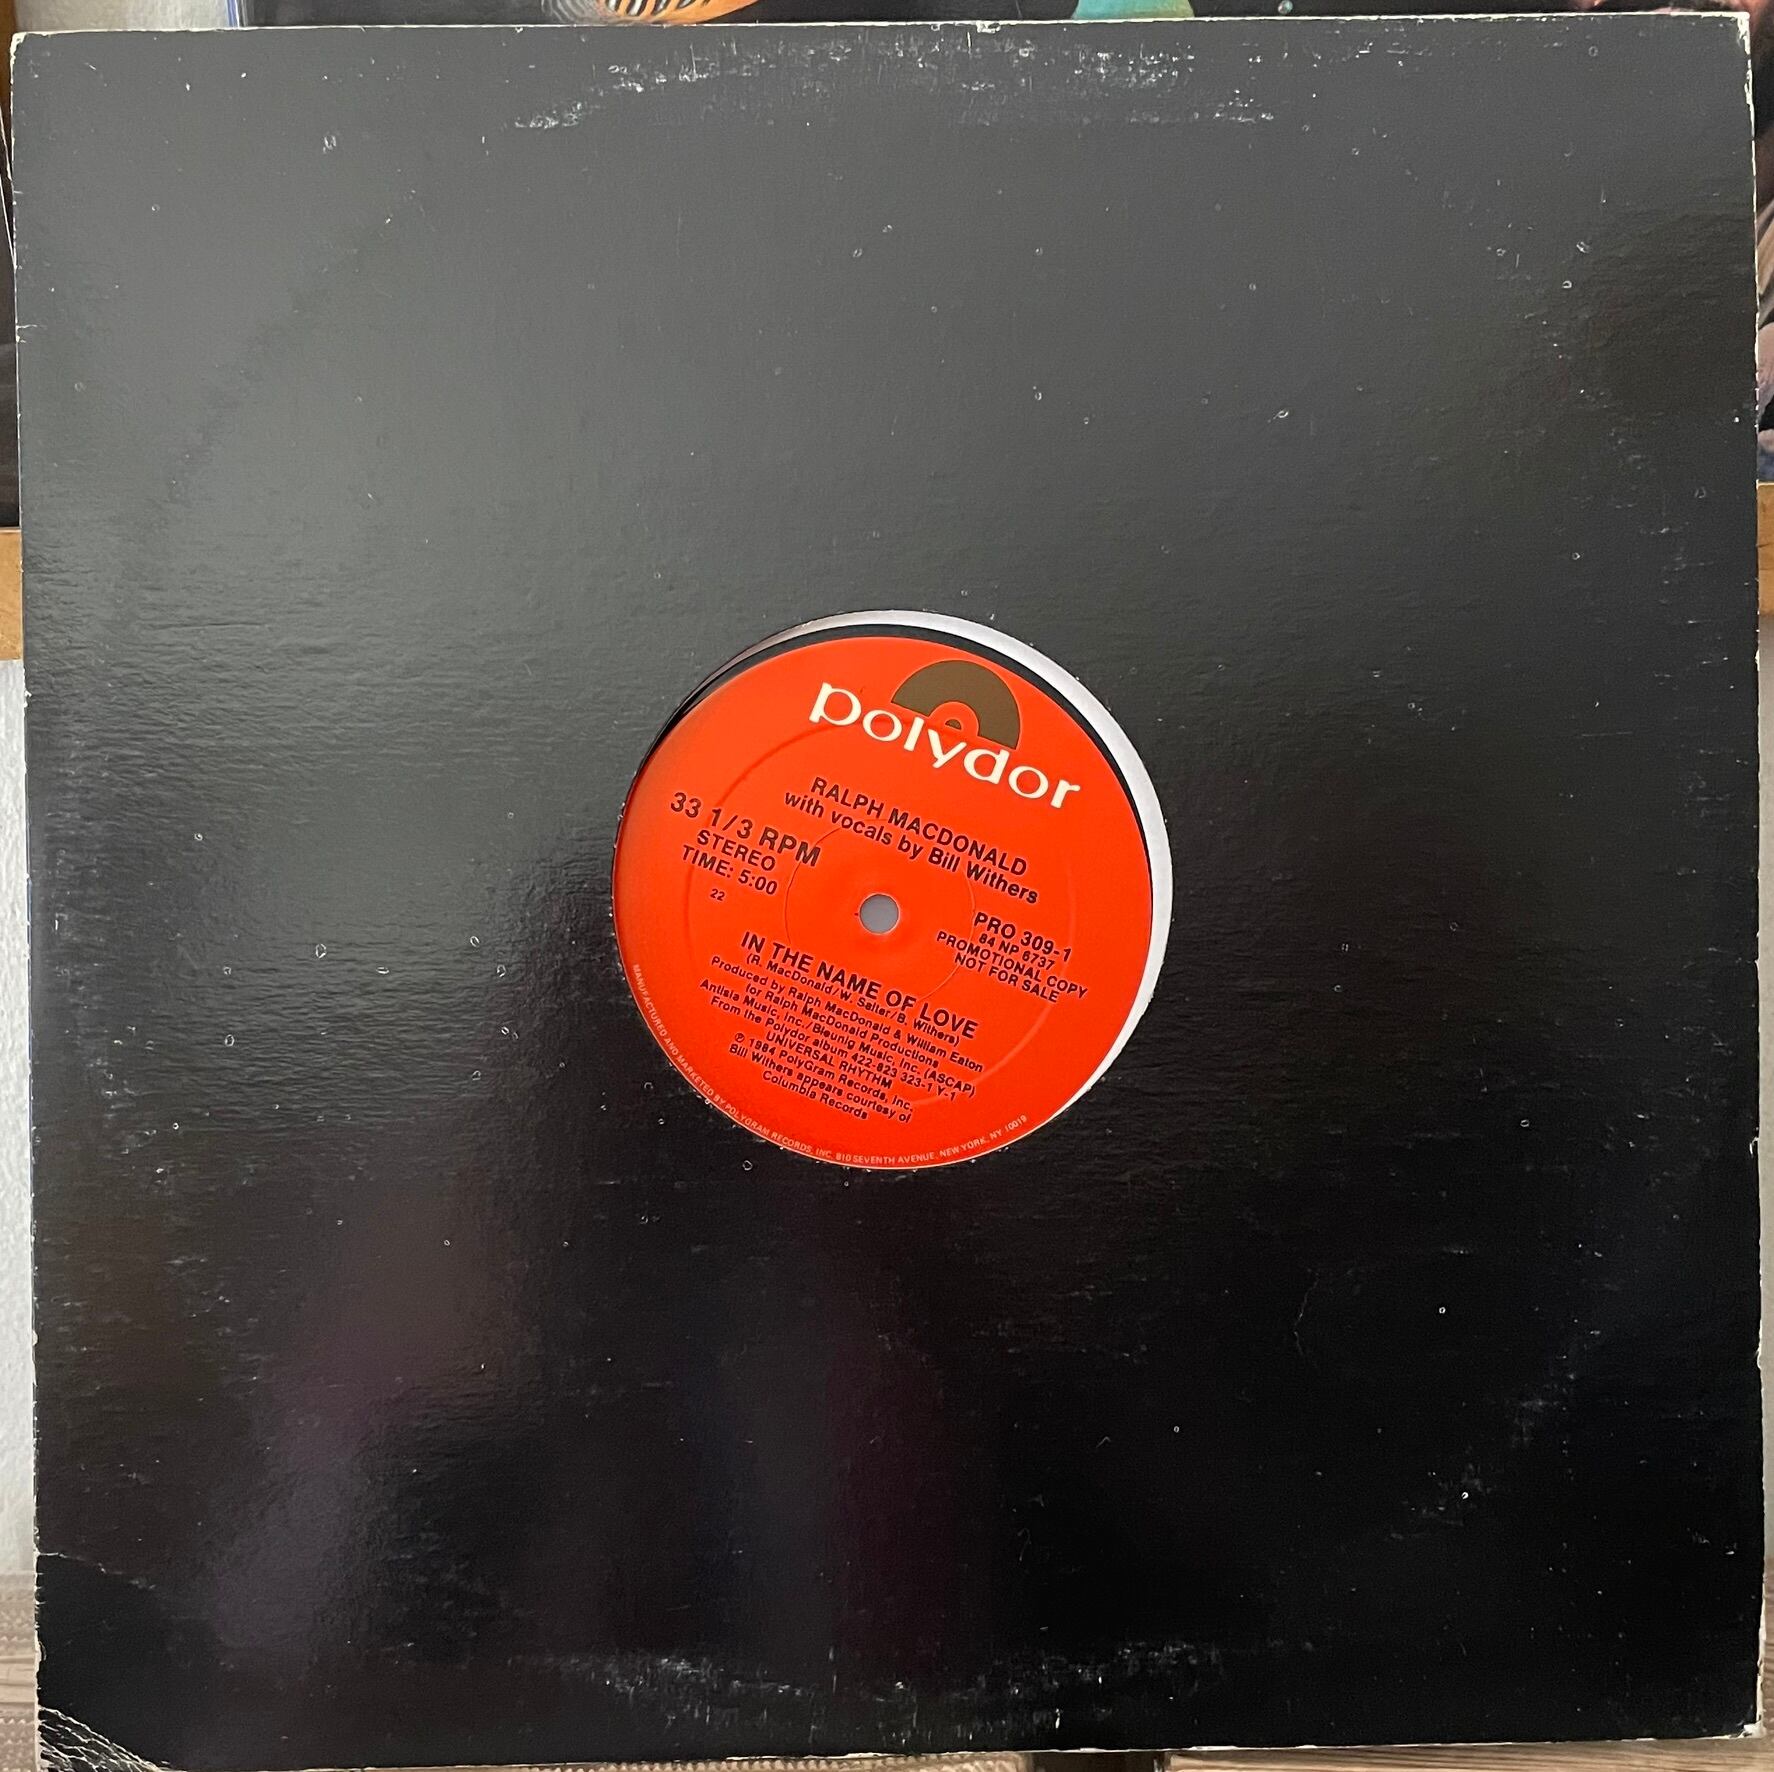 polydor
RALPH MACDONALD
with vocals by Bill Withers
33 1/3 RPM
STEREO
TIME: 5:00
22
PRO 309-1
84 NP 6737
PROMOTIONAL COPY
NOT FOR SALE
IN THE NAME OF LOVE
(R. MacDonald/W. Salter/B. Withers)
Produced by Ralph MacDonald & William Eaton
for Ralph MacDonald Productions
Antisia Music, Inc./Bleunig Music, Inc. (ASCAP)
From the Polydor album 422-823 323-1 Y-1
UNIVERSAL RHYTHM
℗ 1984 PolyGram Records, Inc.
Bill Withers appears courtesy of
Columbia Records
MANUFACTURED AND MARKETED BY POLYGRAM RECORDS, INC. 810 SEVENTH AVENUE, NEW YORK, NY 10019